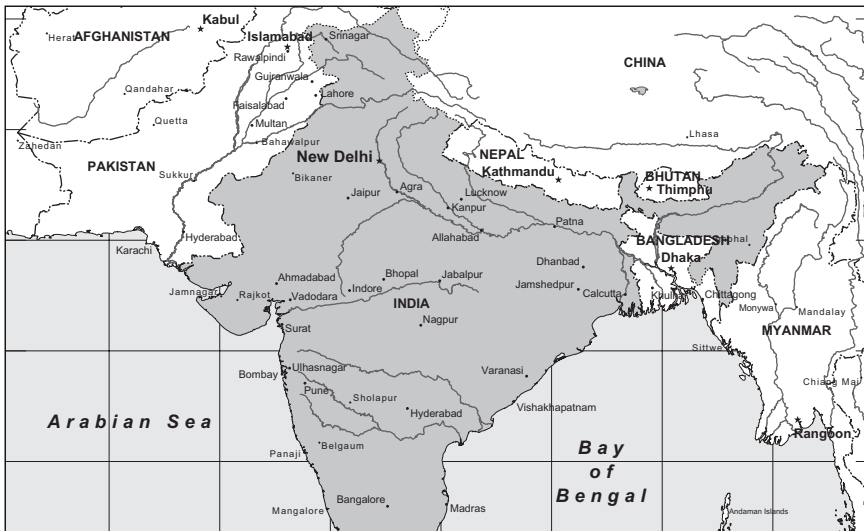 Kabul
AFGHANISTAN
Herat
Islamabad
Srinagar
Rawalpindi
CHINA
Gujranwala
Qandahar
Lahore
Faisalabad
Quetta
Multan
Lhasa
Zahedan
Bahawalpur
PAKISTAN
New Delhi
NEPAL
Kathmandu
Sukkur
Bikaner
BHUTAN
Thimphu
Jaipur
Agra
Lucknow
Kanpur
Patna
Hyderabad
Allahabad
BANGLADESH
Karachi
Dhaka
Dhanbad
Ahmadabad
Bhopal
Jabalpur
Jamnagar
Rajkot
Vadodara
Indore
Jamshedpur
Calcutta
Khulna
Chittagong
INDIA
Monywa
Mandalay
Surat
Nagpur
MYANMAR
Sittwe
Bombay
Ulhasnagar
Varanasi
Chiang Mai
Pune
Sholapur
Hyderabad
Vishakhapatnam
Arabian Sea
Rangoon
Belgaum
Bay
of
Bengal
Panaji
Bangalore
Madras
Mangalore
Andaman Islands